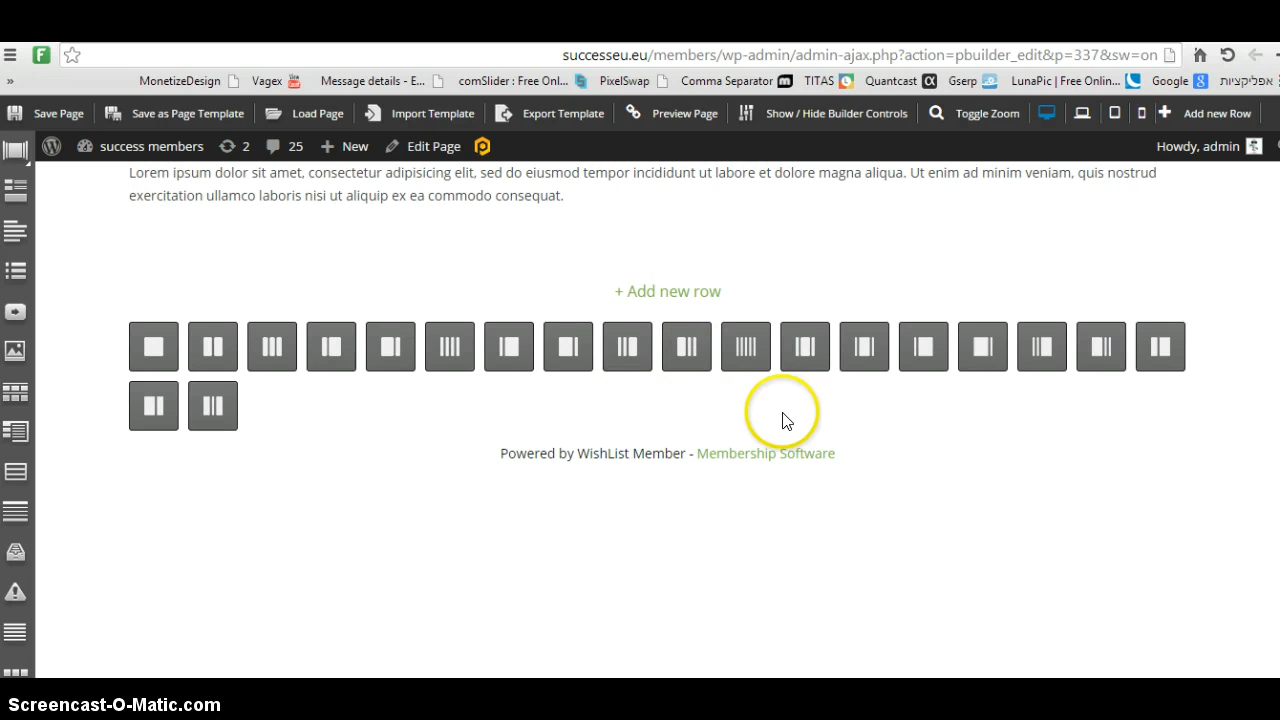 successeu.eu/members/wp-admin/admin-ajax.php?action=pbuilder_edit&p=337&sw=on
» MonetizeDesign Vagex Message details - E... comSlider : Free Onl... PixelSwap Comma Separator TITAS Quantcast Gserp LunaPic | Free Onlin... Google אפליקציות
Save Page Save as Page Template Load Page Import Template Export Template Preview Page Show / Hide Builder Controls Toggle Zoom Add new Row
success members 2 25 New Edit Page Howdy, admin
Lorem ipsum dolor sit amet, consectetur adipisicing elit, sed do eiusmod tempor incididunt ut labore et dolore magna aliqua. Ut enim ad minim veniam, quis nostrud
exercitation ullamco laboris nisi ut aliquip ex ea commodo consequat.
+ Add new row
Powered by WishList Member - Membership Software
Screencast-O-Matic.com